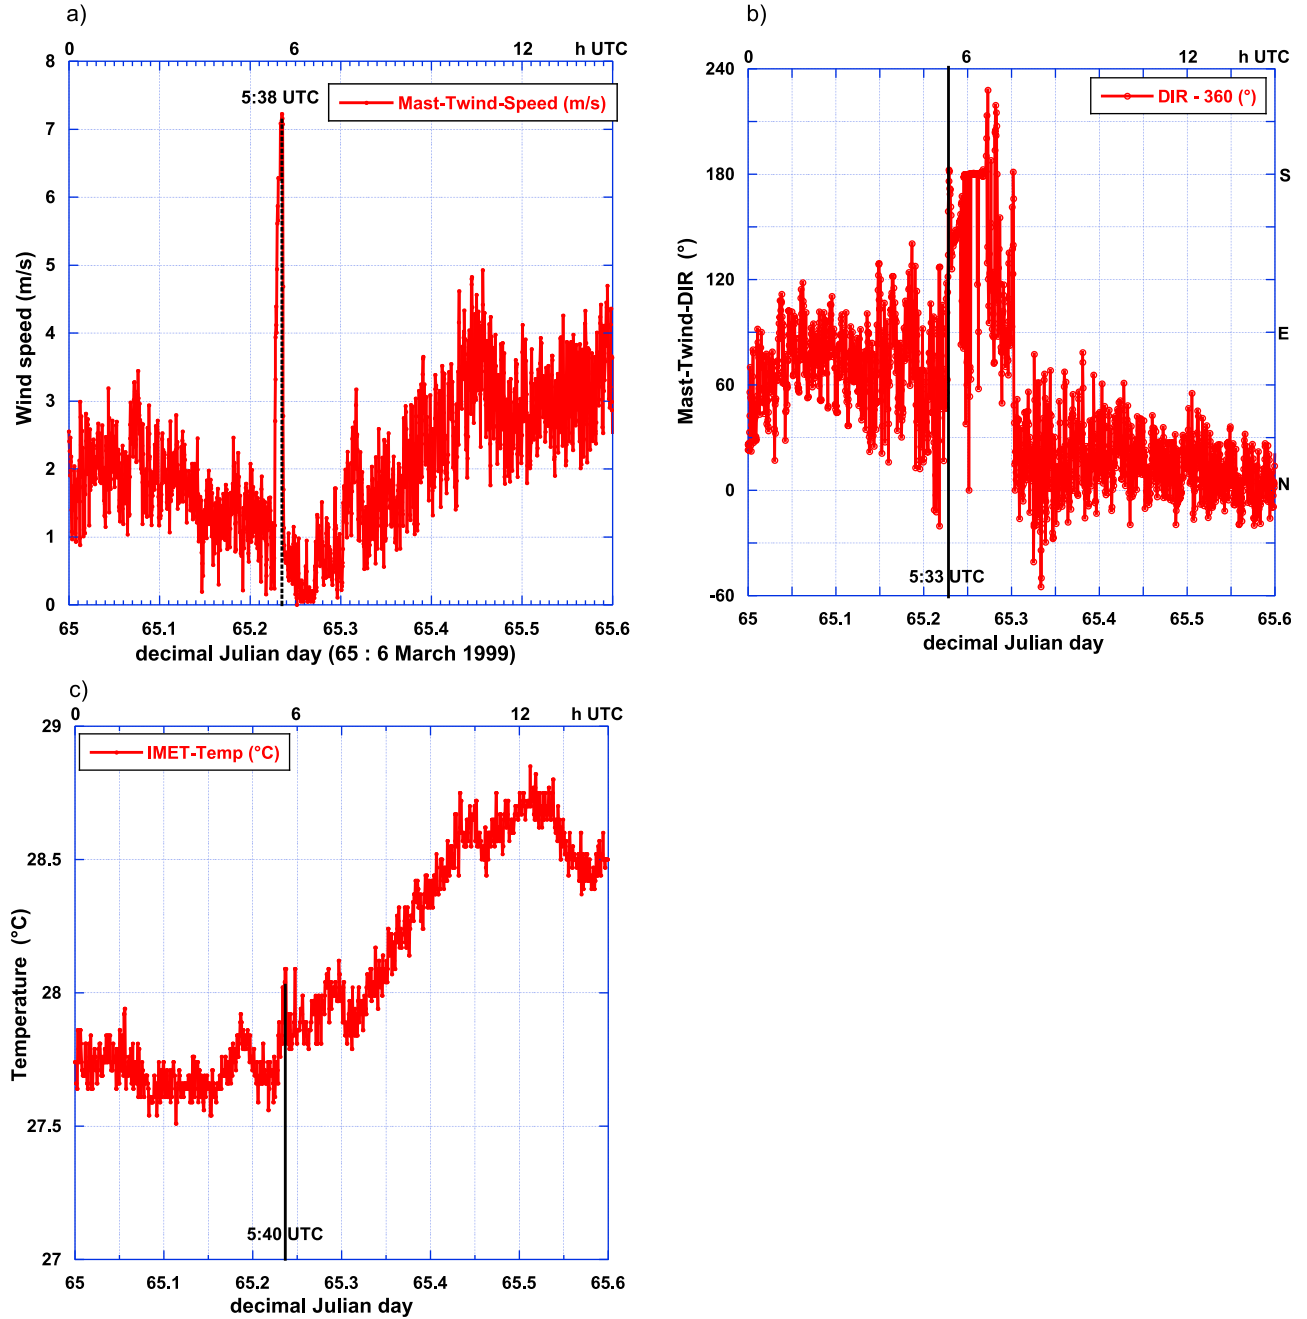 a)
0 6 12 h UTC
8
7
6
5
4
3
2
1
0
Wind speed (m/s)
5:38 UTC
Mast-Twind-Speed (m/s)
65 65.1 65.2 65.3 65.4 65.5 65.6
decimal Julian day (65 : 6 March 1999)
b)
0 6 12 h UTC
240
180
120
60
0
-60
Mast-Twind-DIR (°)
DIR - 360 (°)
S
E
N
5:33 UTC
65 65.1 65.2 65.3 65.4 65.5 65.6
decimal Julian day
c)
0 6 12 h UTC
29
28.5
28
27.5
27
Temperature (°C)
IMET-Temp (°C)
5:40 UTC
65 65.1 65.2 65.3 65.4 65.5 65.6
decimal Julian day